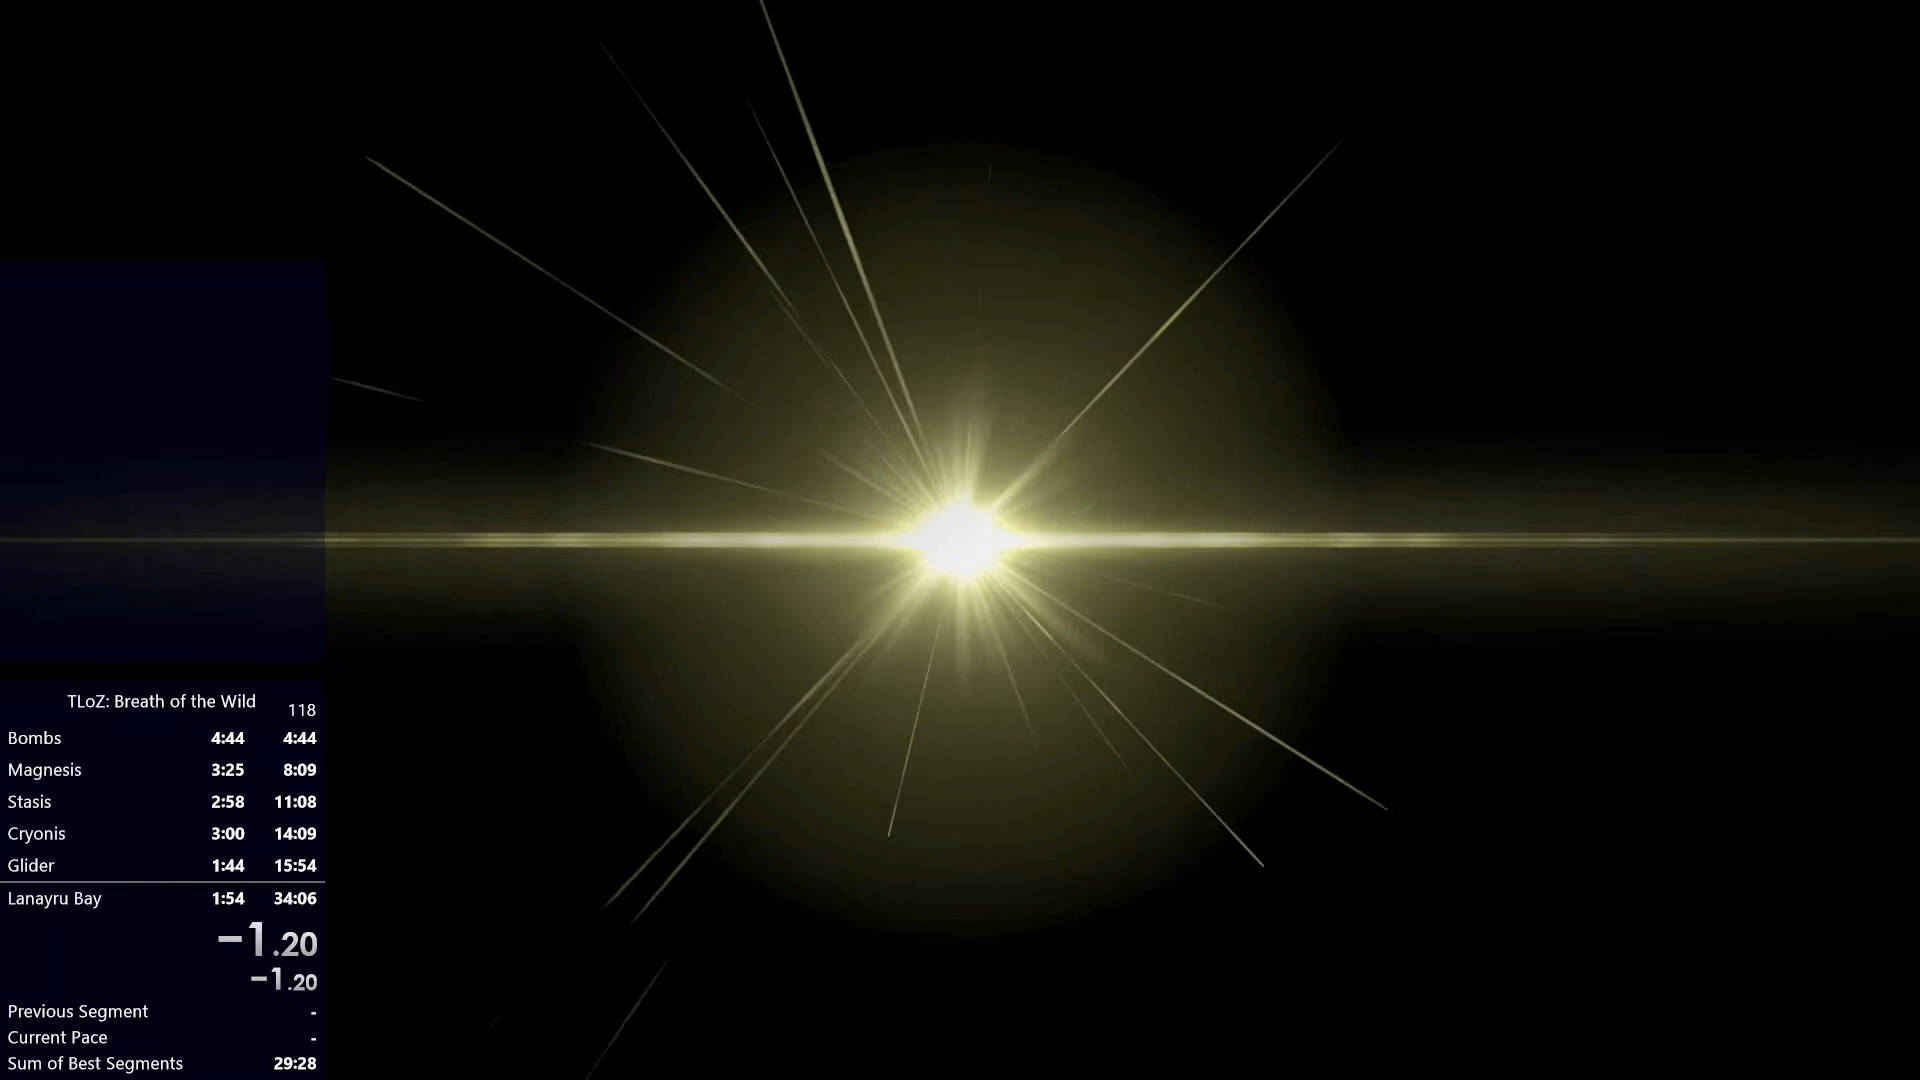 TLoZ: Breath of the Wild 118
Bombs 4:44 4:44
Magnesis 3:25 8:09
Stasis 2:58 11:08
Cryonis 3:00 14:09
Glider 1:44 15:54
Lanayru Bay 1:54 34:06
−1.20
−1.20
Previous Segment -
Current Pace -
Sum of Best Segments 29:28